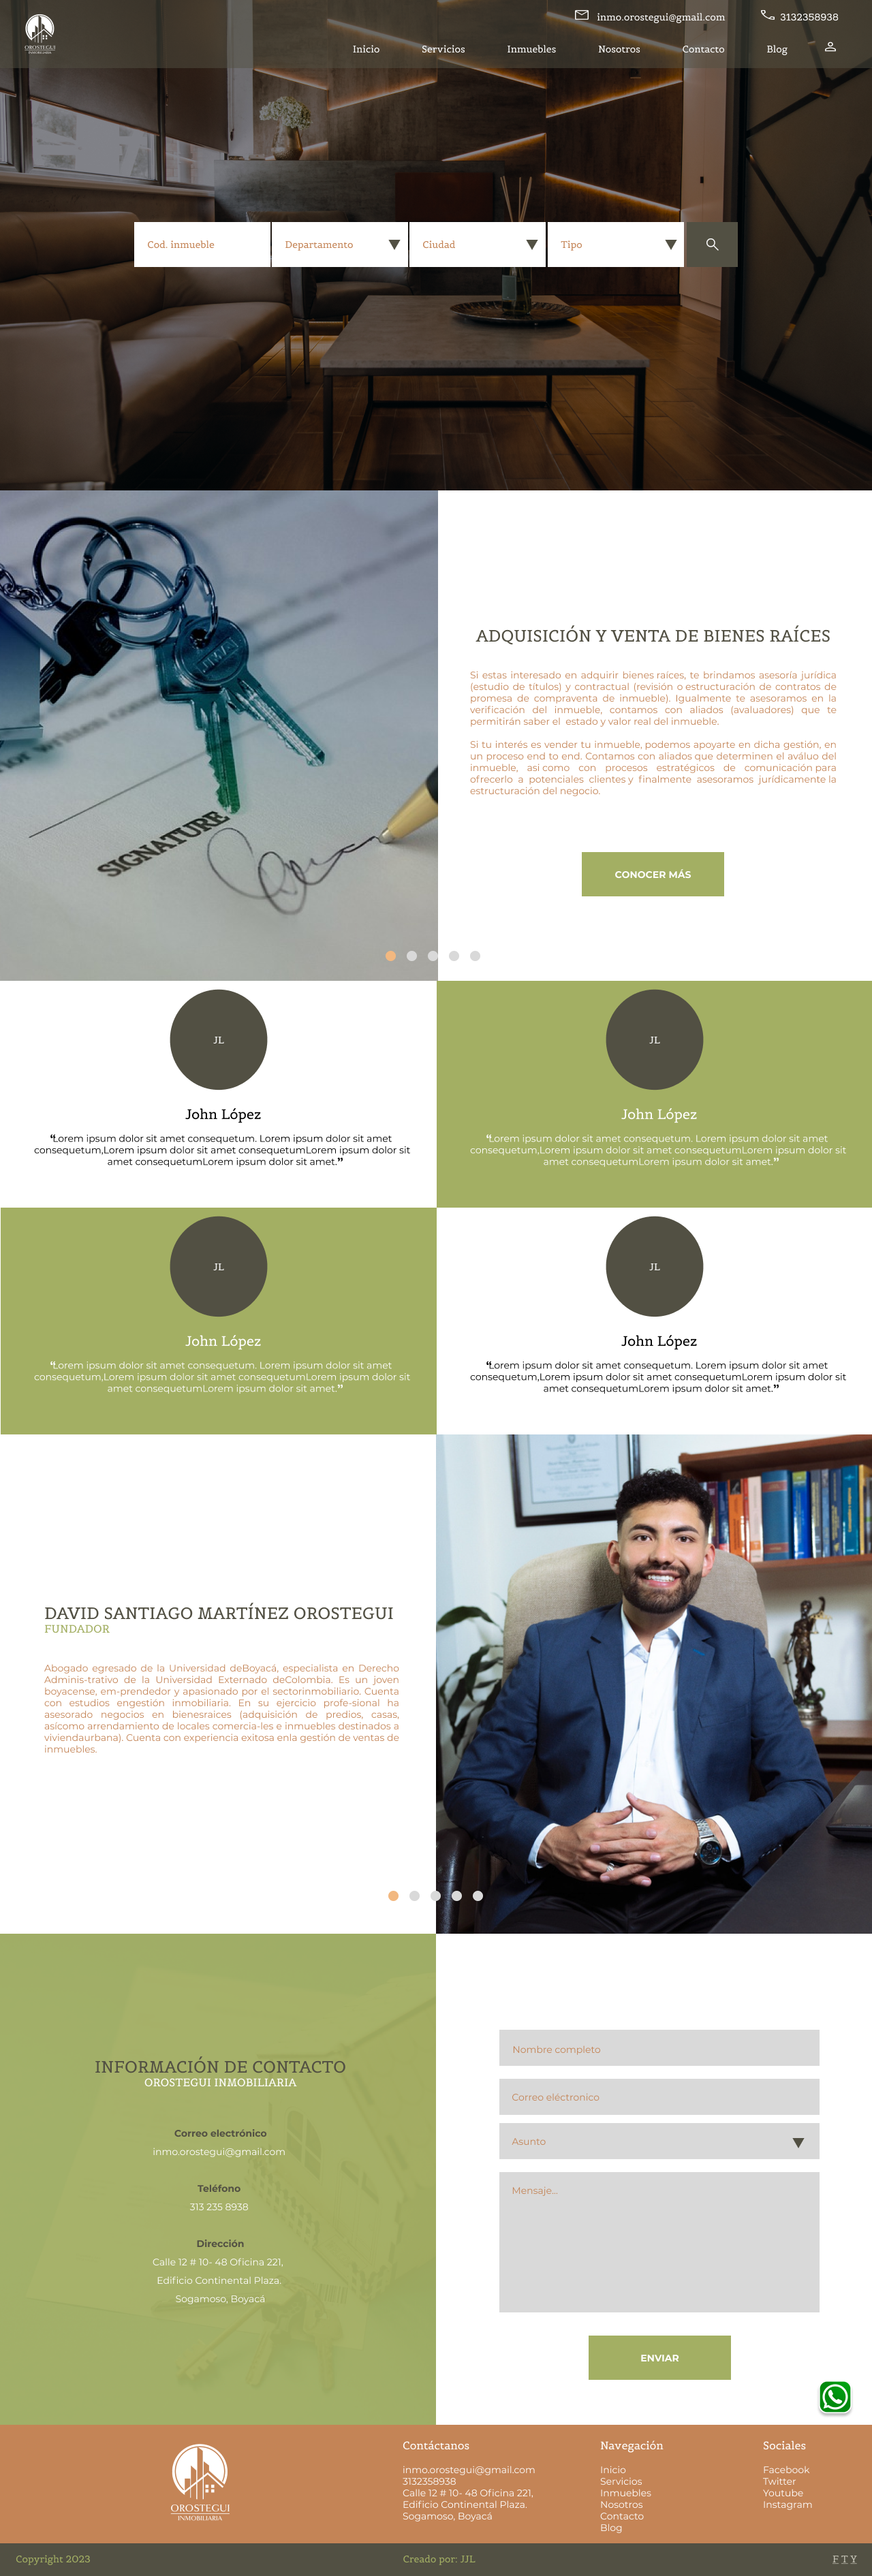 inmo.orostegui@gmail.com
3132358938
OROSTEGUI
INMOBILIARIA
Inicio
Servicios
Inmuebles
Nosotros
Contacto
Blog
Cod. inmueble
Departamento
Ciudad
Tipo
SIGNATURE
ADQUISICIÓN Y VENTA DE BIENES RAÍCES
Si estas interesado en adquirir bienes raíces, te brindamos asesoría jurídica
(estudio de títulos) y contractual (revisión o estructuración de contratos de
promesa de compraventa de inmueble). Igualmente te asesoramos en la
verificación del inmueble, contamos con aliados (avaluadores) que te
permitirán saber el estado y valor real del inmueble.
Si tu interés es vender tu inmueble, podemos apoyarte en dicha gestión, en
un proceso end to end. Contamos con aliados que determinen el aváluo del
inmueble, asi como con procesos estratégicos de comunicación para
ofrecerlo a potenciales clientes y finalmente asesoramos jurídicamente la
estructuración del negocio.
CONOCER MÁS
JL
John López
❝Lorem ipsum dolor sit amet consequetum. Lorem ipsum dolor sit amet
consequetum,Lorem ipsum dolor sit amet consequetumLorem ipsum dolor sit
amet consequetumLorem ipsum dolor sit amet.❞
JL
John López
❝Lorem ipsum dolor sit amet consequetum. Lorem ipsum dolor sit amet
consequetum,Lorem ipsum dolor sit amet consequetumLorem ipsum dolor sit
amet consequetumLorem ipsum dolor sit amet.❞
JL
John López
❝Lorem ipsum dolor sit amet consequetum. Lorem ipsum dolor sit amet
consequetum,Lorem ipsum dolor sit amet consequetumLorem ipsum dolor sit
amet consequetumLorem ipsum dolor sit amet.❞
JL
John López
❝Lorem ipsum dolor sit amet consequetum. Lorem ipsum dolor sit amet
consequetum,Lorem ipsum dolor sit amet consequetumLorem ipsum dolor sit
amet consequetumLorem ipsum dolor sit amet.❞
DAVID SANTIAGO MARTÍNEZ OROSTEGUI
FUNDADOR
Abogado egresado de la Universidad deBoyacá, especialista en Derecho
Adminis-trativo de la Universidad Externado deColombia. Es un joven
boyacense, em-prendedor y apasionado por el sectorinmobiliario. Cuenta
con estudios engestión inmobiliaria. En su ejercicio profe-sional ha
asesorado negocios en bienesraices (adquisición de predios, casas,
asícomo arrendamiento de locales comercia-les e inmuebles destinados a
viviendaurbana). Cuenta con experiencia exitosa enla gestión de ventas de
inmuebles.
INFORMACIÓN DE CONTACTO
OROSTEGUI INMOBILIARIA
Correo electrónico
inmo.orostegui@gmail.com
Teléfono
313 235 8938
Dirección
Calle 12 # 10- 48 Oficina 221,
Edificio Continental Plaza.
Sogamoso, Boyacá
Nombre completo
Correo eléctronico
Asunto
Mensaje...
ENVIAR
OROSTEGUI
INMOBILIARIA
Contáctanos
inmo.orostegui@gmail.com
3132358938
Calle 12 # 10- 48 Oficina 221,
Edificio Continental Plaza.
Sogamoso, Boyacá
Navegación
Inicio
Servicios
Inmuebles
Nosotros
Contacto
Blog
Sociales
Facebook
Twitter
Youtube
Instagram
Copyright 2023
Creado por: JJL
F T Y